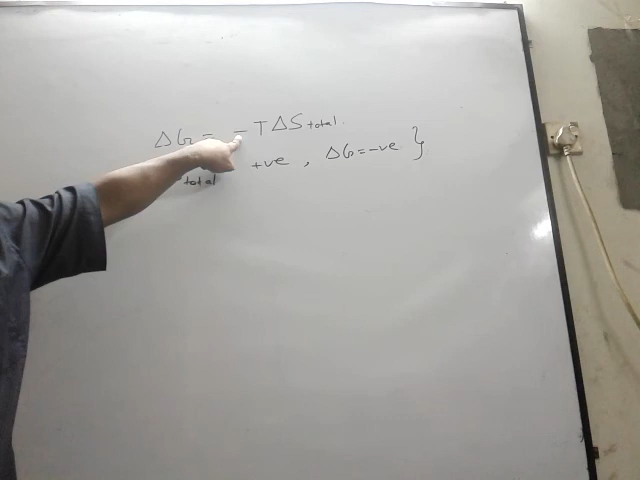 ΔG = -TΔS total.
total +ve, ΔG = -ve }